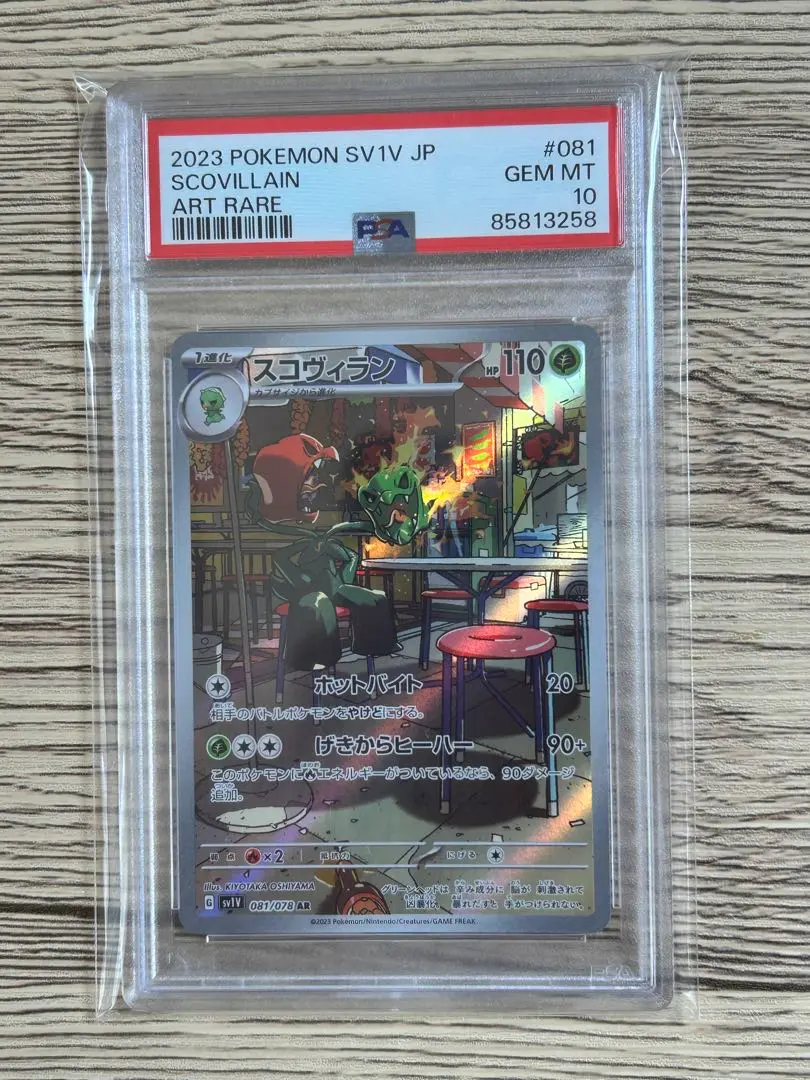 2023 POKEMON SV1V JP #081
SCOVILLAIN GEM MT
ART RARE 10
85813258
PSA
1進化 スコヴィラン HP 110
カプサイジから進化
ホットバイト 20
相手のバトルポケモンをやけどにする。
げきからヒーハー 90+
このポケモンに エネルギーがついているなら、90ダメージ
追加。
弱点 ×2 抵抗力 にげる
illus. KIYOTAKA OSHIYAMA
グリーンヘッドは 辛み成分に 脳が 刺激されて
G sv1V 081/078 AR 凶暴化。 暴れだすと 手がつけられない。
©2023 Pokémon/Nintendo/Creatures/GAME FREAK
PSA